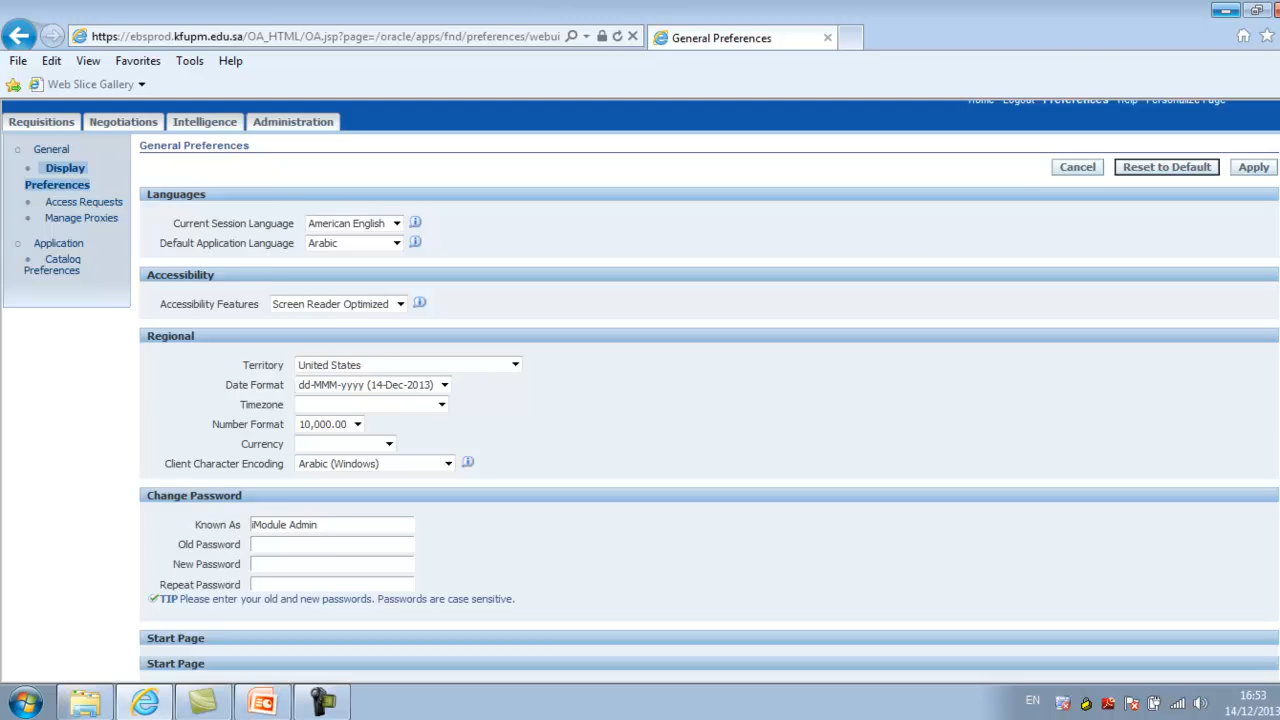 https://ebsprod.kfupm.edu.sa/OA_HTML/OA.jsp?page=/oracle/apps/fnd/preferences/webui
General Preferences
File Edit View Favorites Tools Help
Web Slice Gallery
Home Logout Preferences Help Personalize Page
Requisitions Negotiations Intelligence Administration
General
Display
Preferences
Access Requests
Manage Proxies
Application
Catalog
Preferences
General Preferences
Cancel Reset to Default Apply
Languages
Current Session Language American English
Default Application Language Arabic
Accessibility
Accessibility Features Screen Reader Optimized
Regional
Territory United States
Date Format dd-MMM-yyyy (14-Dec-2013)
Timezone
Number Format 10,000.00
Currency
Client Character Encoding Arabic (Windows)
Change Password
Known As iModule Admin
Old Password
New Password
Repeat Password
TIP Please enter your old and new passwords. Passwords are case sensitive.
Start Page
Start Page
EN
16:53
14/12/2013